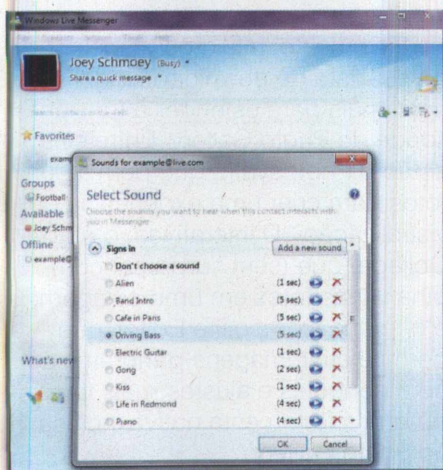 Windows Live Messenger
Joey Schmoey (Busy)
Share a quick message
Favorites
examp
Groups
Football
Available
Joey Schm
Offline
example@
What's new
Sounds for example@live.com
Select Sound
Choose the sounds you want to hear when this contact interacts with
you in Messenger
Signs in
Add a new sound
Don't choose a sound
Alien (1 sec)
Band Intro (5 sec)
Cafe in Paris (5 sec)
Driving Bass (5 sec)
Electric Guitar (1 sec)
Gong (2 sec)
Kiss (1 sec)
Life in Redmond (4 sec)
Piano (4 sec)
OK Cancel